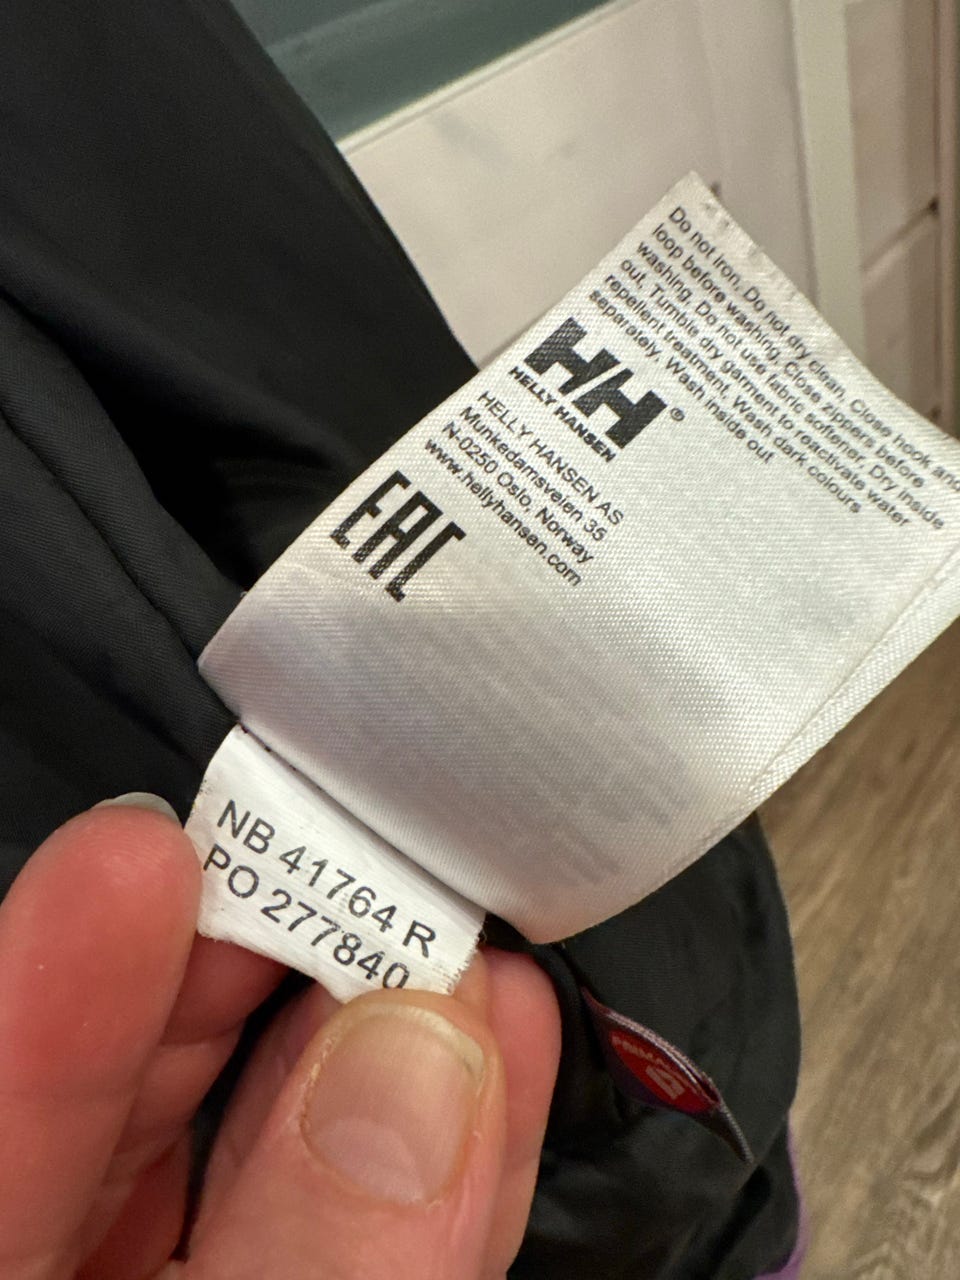 Do not iron. Do not dry clean. Close hook and
loop before washing. Close zippers before
washing. Do not use fabric softener. Dry inside
out. Tumble dry garment to reactivate water
repellent treatment. Wash dark colours
separately. Wash inside out
HH®
HELLY HANSEN
HELLY HANSEN AS
Munkedamsveien 35
N-0250 Oslo, Norway
www.hellyhansen.com
EAC
NB 41764 R
PO 277840